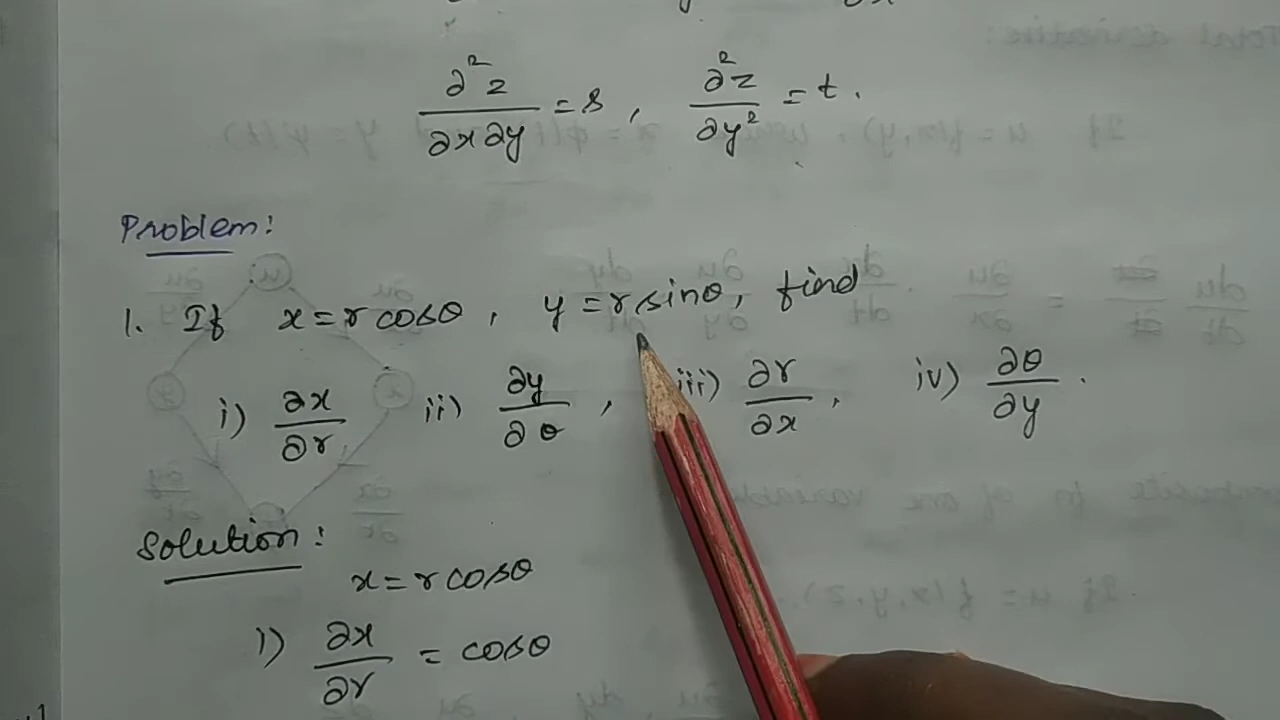 ∂²z/∂x∂y = s , ∂²z/∂y² = t .
Problem:
1. If x = r cosθ , y = r sinθ , find
i) ∂x/∂r ii) ∂y/∂θ , iii) ∂r/∂x , iv) ∂θ/∂y .
Solution:
x = r cosθ
i) ∂x/∂r = cosθ